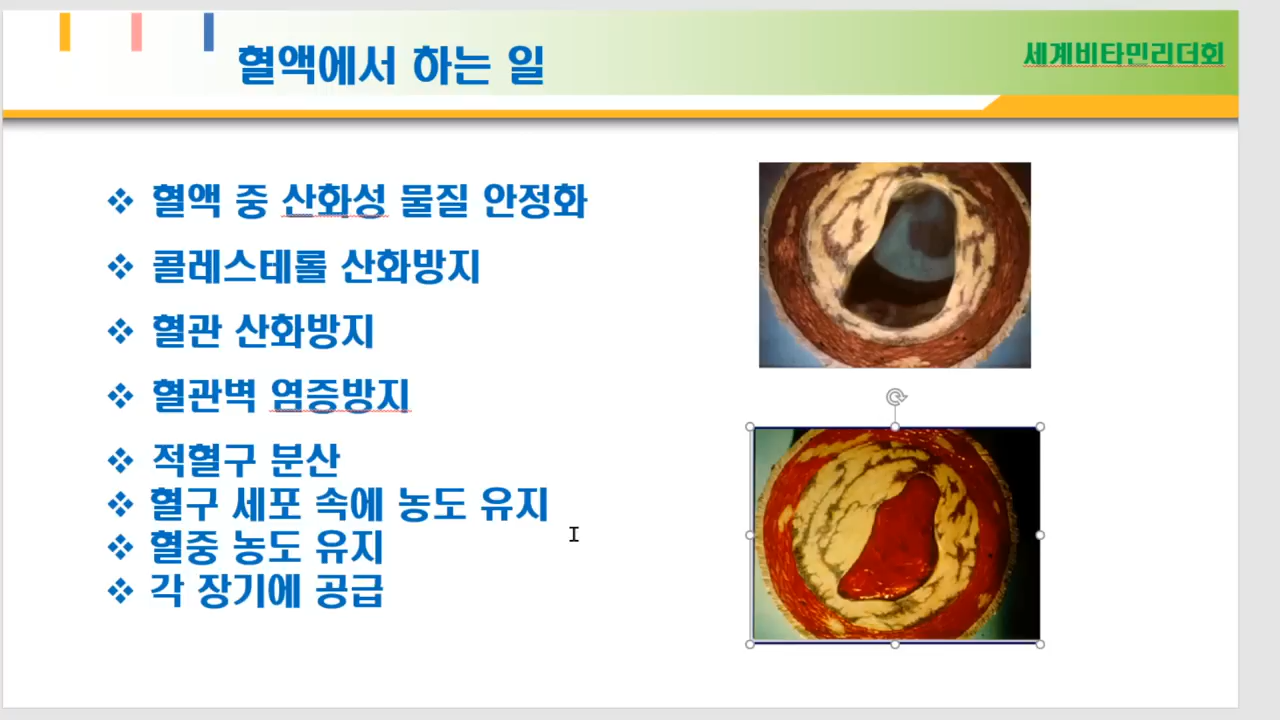 혈액에서 하는 일
세계비타민리더회
혈액 중 산화성 물질 안정화
콜레스테롤 산화방지
혈관 산화방지
혈관벽 염증방지
적혈구 분산
혈구 세포 속에 농도 유지
혈중 농도 유지
각 장기에 공급